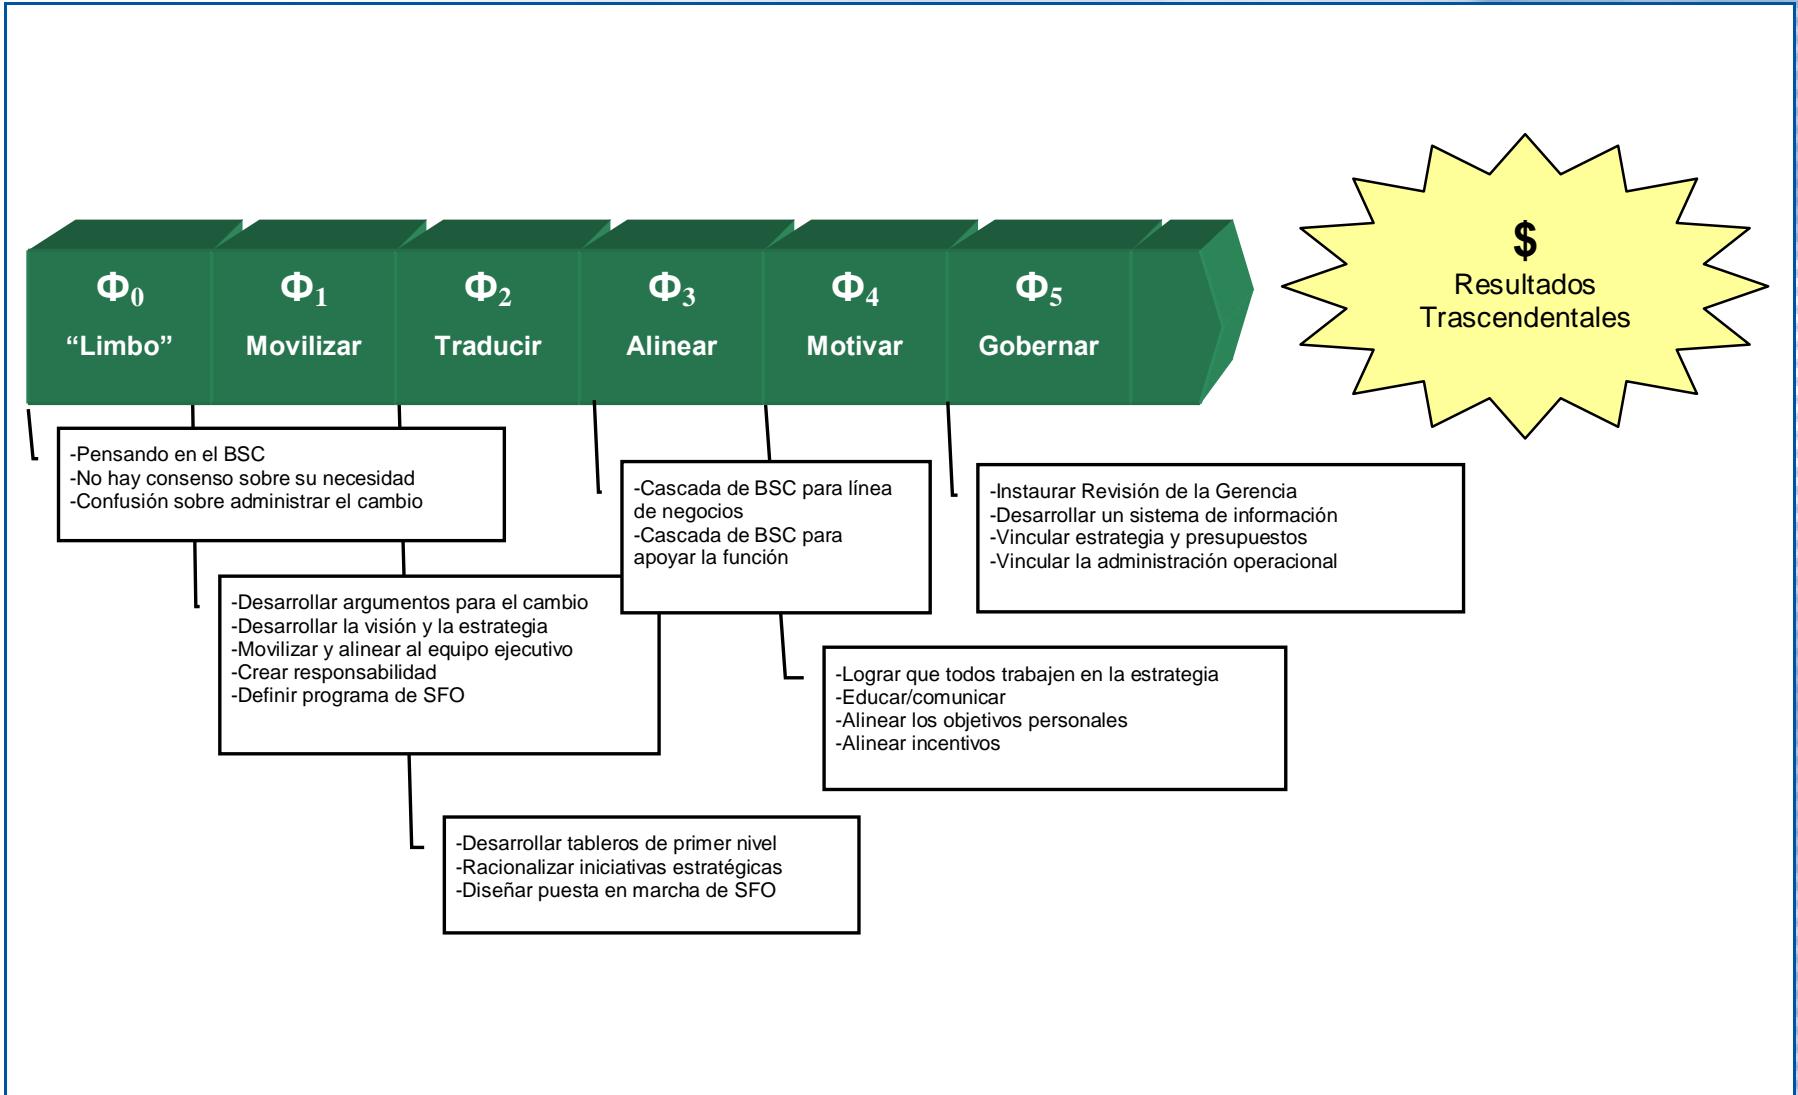 $
Resultados
Trascendentales
Φ0
Φ1
Φ2
Φ3
Φ4
Φ5
“Limbo”
Movilizar
Traducir
Alinear
Motivar
Gobernar
-Pensando en el BSC
-No hay consenso sobre su necesidad
-Confusión sobre administrar el cambio
-Desarrollar argumentos para el cambio
-Desarrollar la visión y la estrategia
-Movilizar y alinear al equipo ejecutivo
-Crear responsabilidad
-Definir programa de SFO
-Desarrollar tableros de primer nivel
-Racionalizar iniciativas estratégicas
-Diseñar puesta en marcha de SFO
-Cascada de BSC para línea
de negocios
-Cascada de BSC para
apoyar la función
-Lograr que todos trabajen en la estrategia
-Educar/comunicar
-Alinear los objetivos personales
-Alinear incentivos
-Instaurar Revisión de la Gerencia
-Desarrollar un sistema de información
-Vincular estrategia y presupuestos
-Vincular la administración operacional